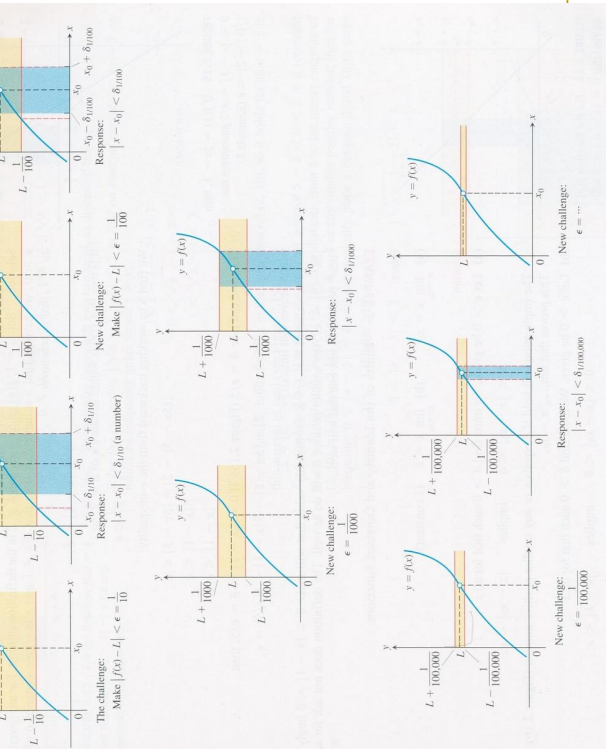 L
L − 1/10
0
x₀
The challenge:
Make |f(x) − L| < ϵ = 1/10
L
L − 1/10
0
x₀
x
x₀ − δ₁/₁₀
x₀ + δ₁/₁₀
Response:
|x − x₀| < δ₁/₁₀ (a number)
L
L − 1/100
0
x₀
x
New challenge:
Make |f(x) − L| < ϵ = 1/100
L
L − 1/100
0
x₀
x
x₀ − δ₁/₁₀₀
x₀ + δ₁/₁₀₀
Response:
|x − x₀| < δ₁/₁₀₀
y
y = f(x)
L + 1/1000
L
L − 1/1000
0
x₀
x
New challenge:
ϵ = 1/1000
y
y = f(x)
L + 1/1000
L
L − 1/1000
0
x₀
x
Response:
|x − x₀| < δ₁/₁₀₀₀
y
y = f(x)
L + 1/100,000
L
L − 1/100,000
0
x₀
x
New challenge:
ϵ = 1/100,000
y
y = f(x)
L + 1/100,000
L
L − 1/100,000
0
x₀
x
Response:
|x − x₀| < δ₁/₁₀₀,₀₀₀
y
y = f(x)
L
0
x₀
x
New challenge:
ϵ = ···